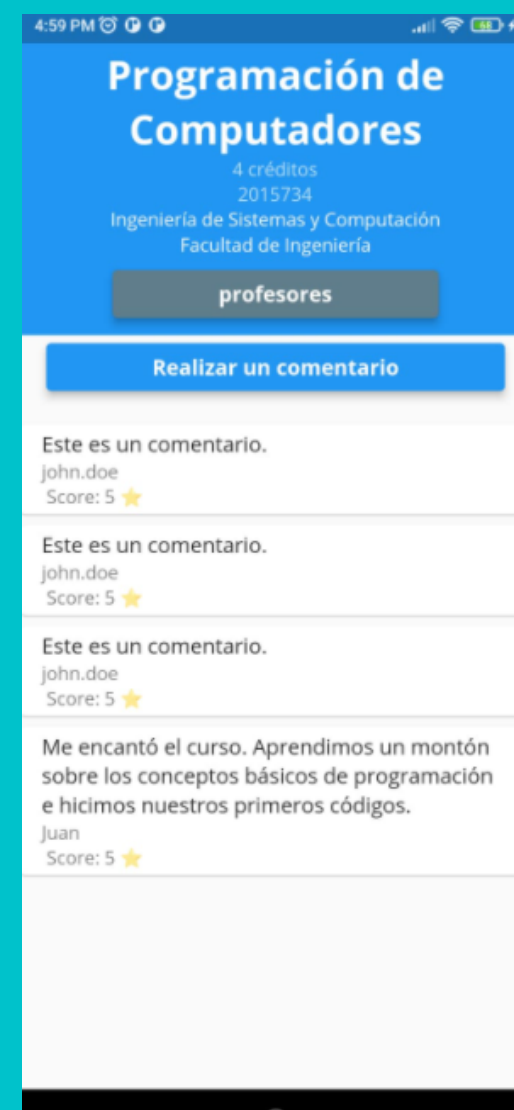 4:59 PM
68
Programación de
Computadores
4 créditos
2015734
Ingeniería de Sistemas y Computación
Facultad de Ingeniería
profesores
Realizar un comentario
Este es un comentario.
john.doe
Score: 5
Este es un comentario.
john.doe
Score: 5
Este es un comentario.
john.doe
Score: 5
Me encantó el curso. Aprendimos un montón
sobre los conceptos básicos de programación
e hicimos nuestros primeros códigos.
Juan
Score: 5